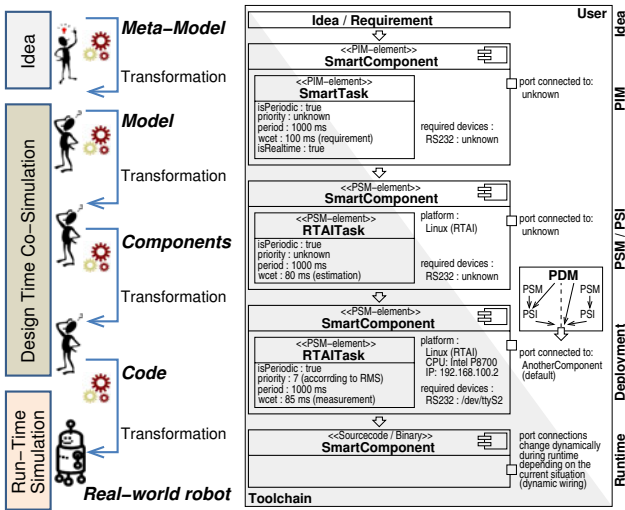 Idea
Meta-Model
Transformation
Design Time Co-Simulation
Model
Transformation
Components
Transformation
Code
Run-Time
Simulation
Transformation
Real-world robot
User
Idea / Requirement
Idea
<<PIM-element>>
SmartComponent
<<PIM-element>>
SmartTask
isPeriodic : true
priority : unknown
period : 1000 ms
wcet : 100 ms (requirement)
isRealtime : true
required devices :
RS232 : unknown
port connected to:
unknown
PIM
<<PSM-element>>
SmartComponent
<<PSM-element>>
RTAITask
isPeriodic : true
priority : unknown
period : 1000 ms
wcet : 80 ms (estimation)
platform :
Linux (RTAI)
required devices :
RS232 : unknown
port connected to:
unknown
PSM / PSI
PDM
PSM
PSM
PSI
PSI
<<PSM-element>>
SmartComponent
<<PSM-element>>
RTAITask
isPeriodic : true
priority : 7 (acorrding to RMS)
period : 1000 ms
wcet : 85 ms (measurement)
platform :
Linux (RTAI)
CPU: Intel P8700
IP: 192.168.100.2
required devices :
RS232 : /dev/ttyS2
port connected to:
AnotherComponent
(default)
Deployment
<<Sourcecode / Binary>>
SmartComponent
port connections
change dynamically
during runtime
depending on the
current situation
(dynamic wiring)
Runtime
Toolchain